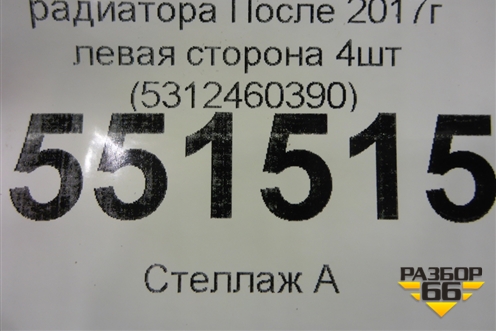 радиатора После 2017г
левая сторона 4шт
(5312460390)
551515
Стеллаж А
РАЗБОР
66